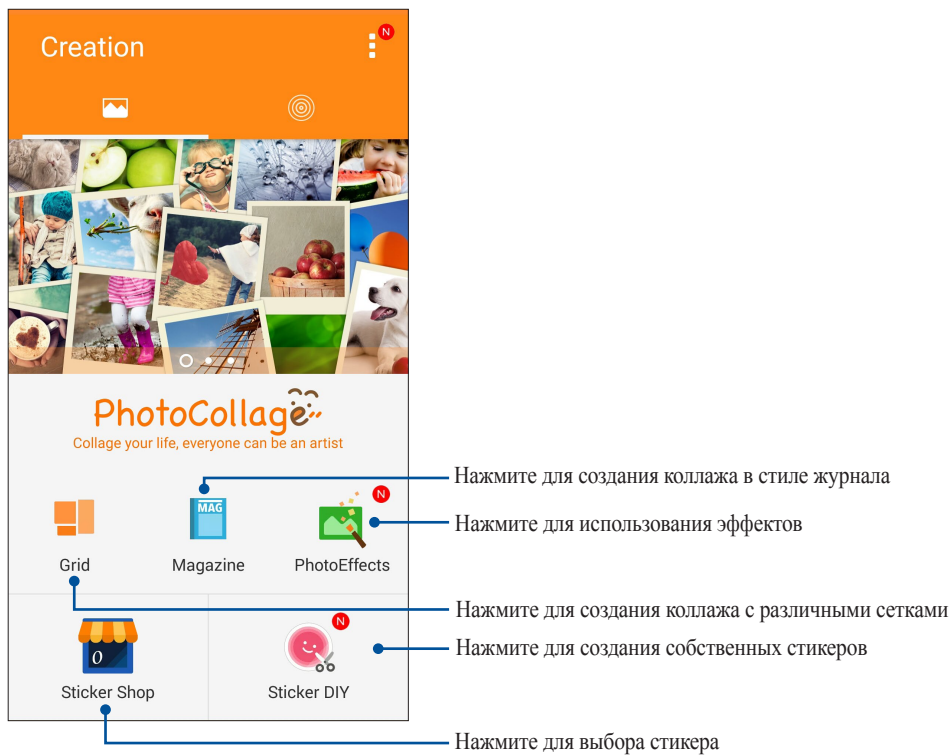 Creation
N
PhotoCollage
Collage your life, everyone can be an artist
Нажмите для создания коллажа в стиле журнала
MAG
N
Нажмите для использования эффектов
Grid
Magazine
PhotoEffects
Нажмите для создания коллажа с различными сетками
N
Нажмите для создания собственных стикеров
o
Sticker Shop
Sticker DIY
Нажмите для выбора стикера